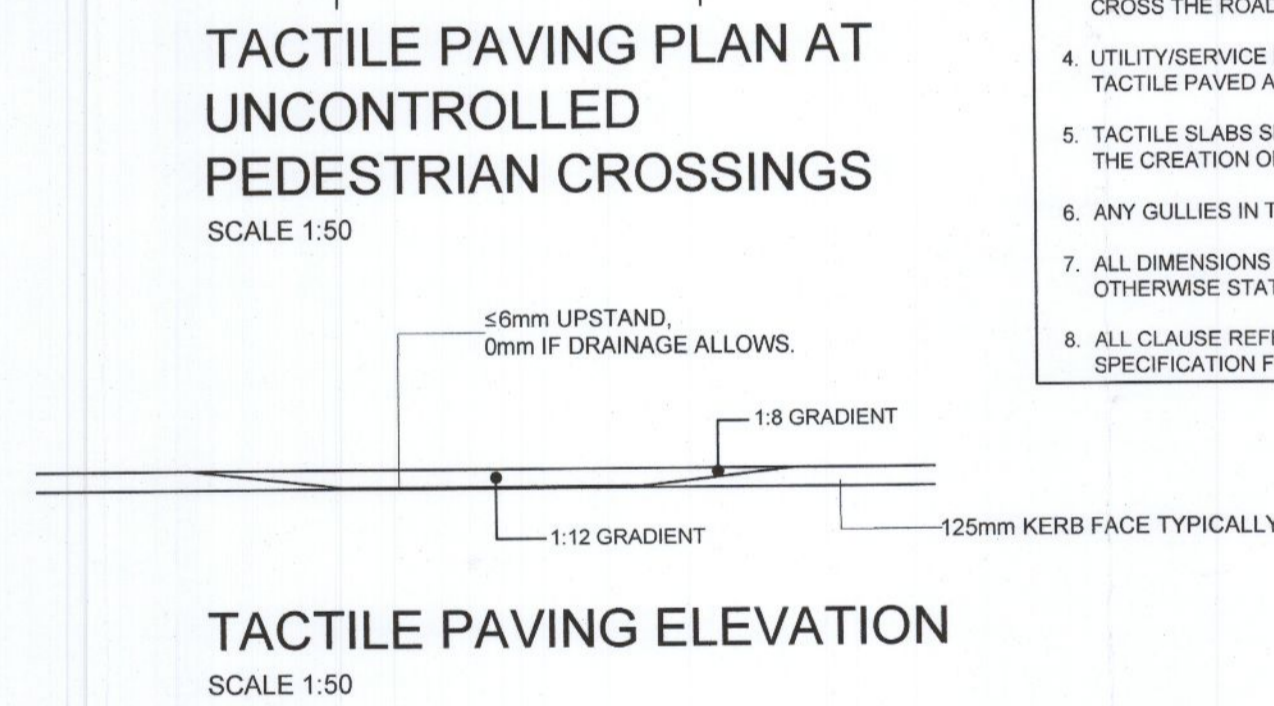 TACTILE PAVING PLAN AT
UNCONTROLLED
PEDESTRIAN CROSSINGS
SCALE 1:50
≤6mm UPSTAND,
0mm IF DRAINAGE ALLOWS.
1:8 GRADIENT
1:12 GRADIENT
125mm KERB FACE TYPICALLY
TACTILE PAVING ELEVATION
SCALE 1:50
CROSS THE ROAD
4. UTILITY/SERVICE
TACTILE PAVED
5. TACTILE SLABS
THE CREATION
6. ANY GULLIES IN
7. ALL DIMENSIONS
OTHERWISE
8. ALL CLAUSE
SPECIFICATION